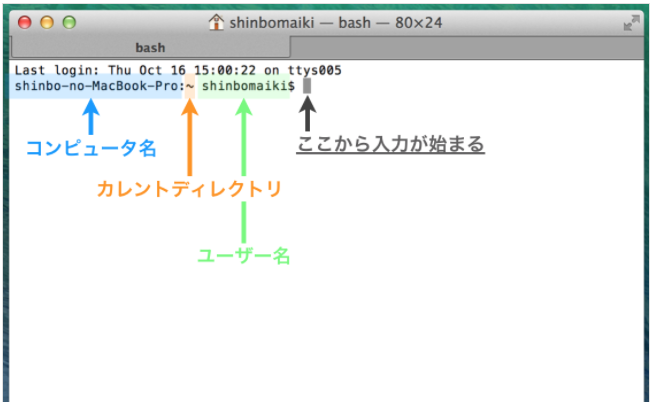 shinbomaiki — bash — 80×24
bash
Last login: Thu Oct 16 15:00:22 on ttys005
shinbo-no-MacBook-Pro:~ shinbomaiki$
コンピュータ名
ここから入力が始まる
カレントディレクトリ
ユーザー名